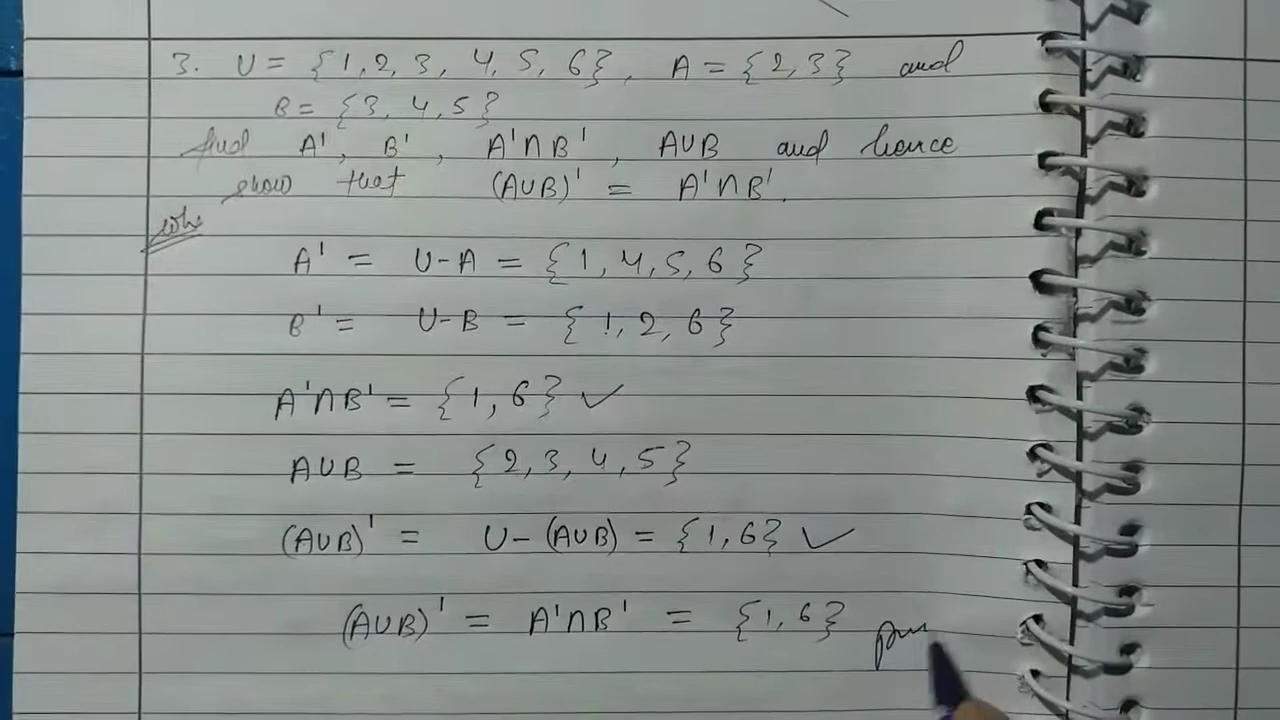 3. U = {1, 2, 3, 4, 5, 6}, A = {2, 3} and
B = {3, 4, 5}
find A', B', A'∩B', A∪B and hence
show that (A∪B)' = A'∩B'.
A' = U-A = {1, 4, 5, 6}
B' = U-B = {1, 2, 6}
A'∩B' = {1, 6} ✓
A∪B = {2, 3, 4, 5}
(A∪B)' = U-(A∪B) = {1, 6} ✓
(A∪B)' = A'∩B' = {1, 6}